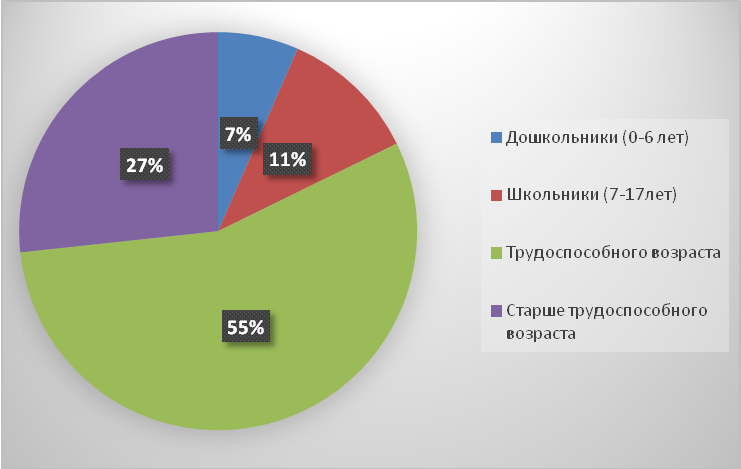 7%
11%
27%
55%
Дошкольники (0-6 лет)
Школьники (7-17лет)
Трудоспособного возраста
Старше трудоспособного
возраста